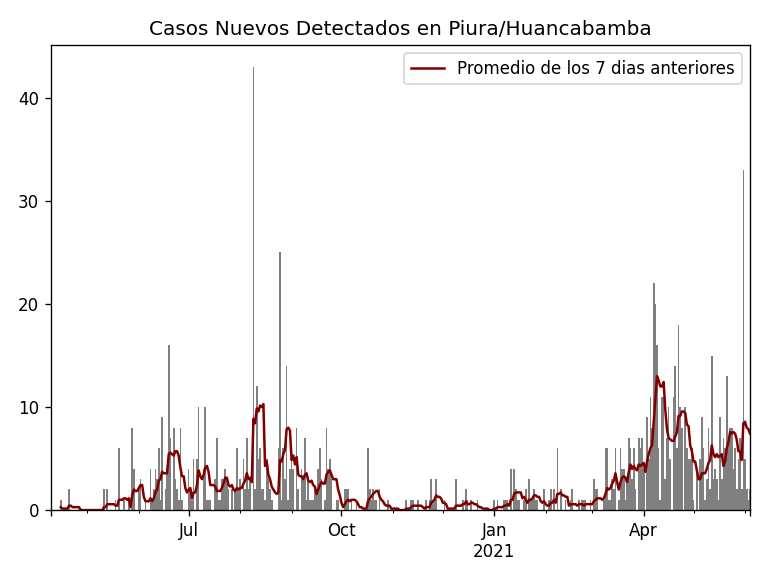 Casos Nuevos Detectados en Piura/Huancabamba
Promedio de los 7 dias anteriores
40
30
20
10
0
Jul
Oct
Jan
2021
Apr